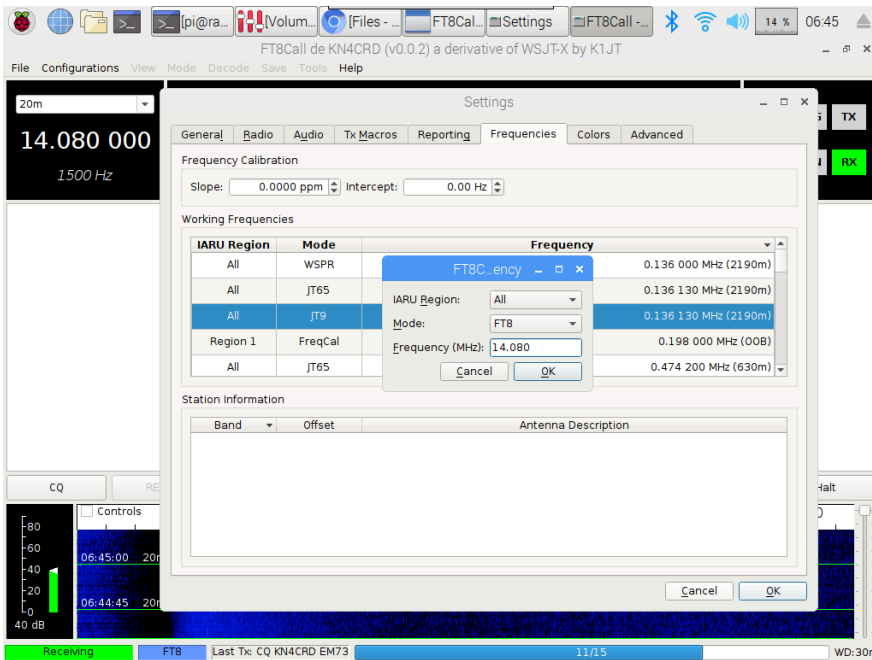 [pi@ra... [Volum... [Files - ... FT8Cal... Settings FT8Call -... 14 % 06:45
FT8Call de KN4CRD (v0.0.2) a derivative of WSJT-X by K1JT
File Configurations View Mode Decode Save Tools Help
20m
14.080 000
1500 Hz
TX
RX
Settings
General Radio Audio Tx Macros Reporting Frequencies Colors Advanced
Frequency Calibration
Slope: 0.0000 ppm Intercept: 0.00 Hz
Working Frequencies
IARU Region Mode Frequency
All WSPR 0.136 000 MHz (2190m)
All JT65 0.136 130 MHz (2190m)
All JT9 0.136 130 MHz (2190m)
Region 1 FreqCal 0.198 000 MHz (OOB)
All JT65 0.474 200 MHz (630m)
FT8C...ency
IARU Region: All
Mode: FT8
Frequency (MHz): 14.080
Cancel OK
Station Information
Band Offset Antenna Description
Cancel OK
CQ RE Halt
Controls
80
60
40
20
0
40 dB
06:45:00 20m
06:44:45 20m
Receiving FT8 Last Tx: CQ KN4CRD EM73 11/15 WD:30m